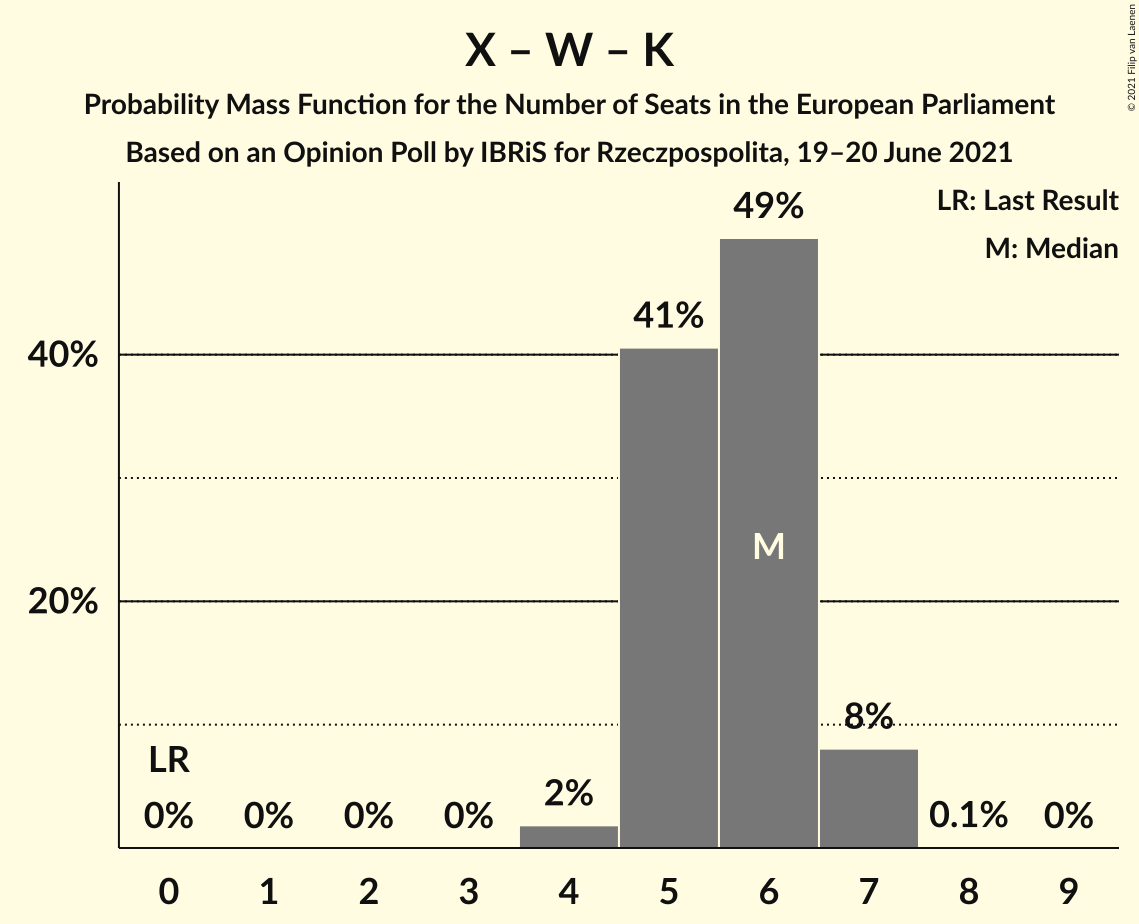 X – W – K
Probability Mass Function for the Number of Seats in the European Parliament
Based on an Opinion Poll by IBRiS for Rzeczpospolita, 19–20 June 2021
© 2021 Filip van Laenen
LR: Last Result
M: Median
49%
41%
40%
M
20%
8%
LR
2%
0% 0% 0% 0% 0.1% 0%
0 1 2 3 4 5 6 7 8 9